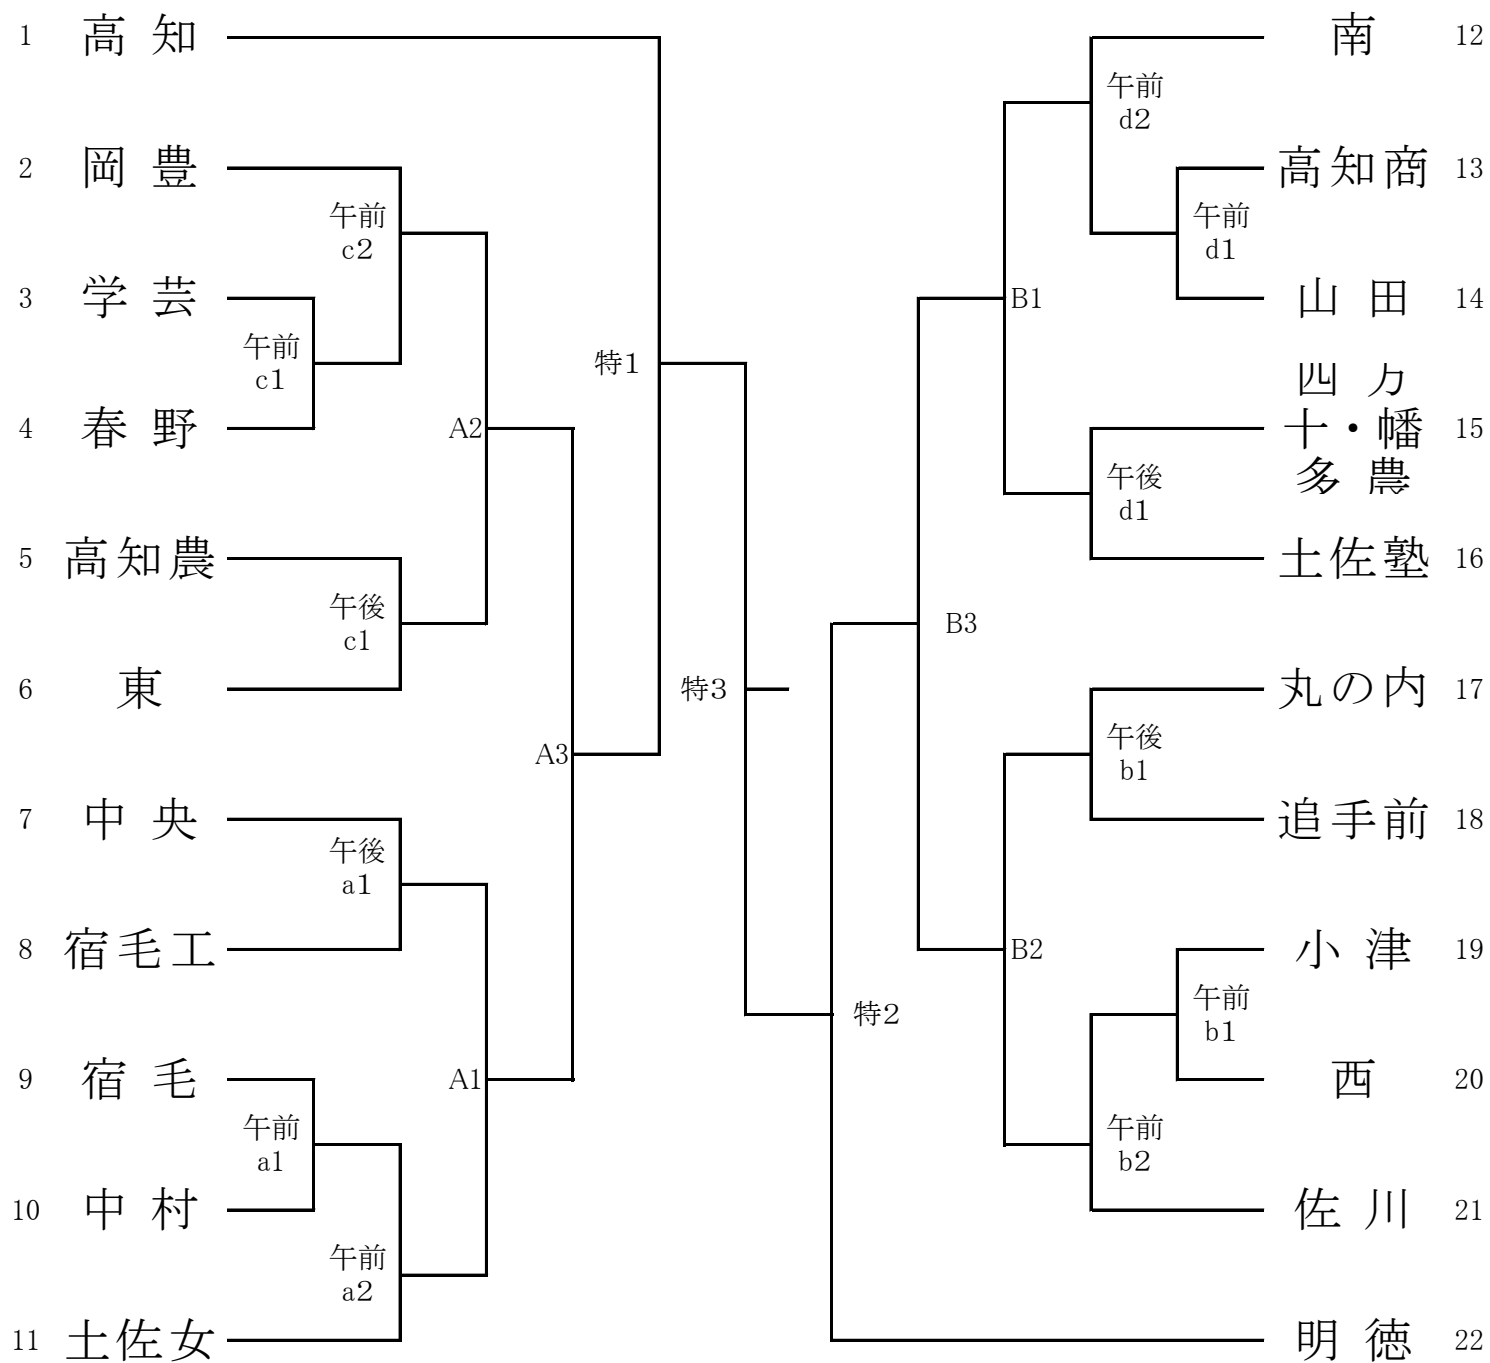 1 高 知
2 岡 豊
午前
c2
3 学 芸
午前
c1
4 春 野
A2
5 高知農
午後
c1
6 東
特1
A3
特3
7 中 央
午後
a1
8 宿毛工
9 宿 毛
午前
a1
A1
10 中 村
午前
a2
11 土佐女
南 12
午前
d2
高知商 13
午前
d1
山 田 14
B1
四 万
十・幡 15
多 農
午後
d1
土佐塾 16
B3
丸の内 17
午後
b1
追手前 18
B2
小 津 19
午前
b1
特2
西 20
午前
b2
佐 川 21
明 徳 22